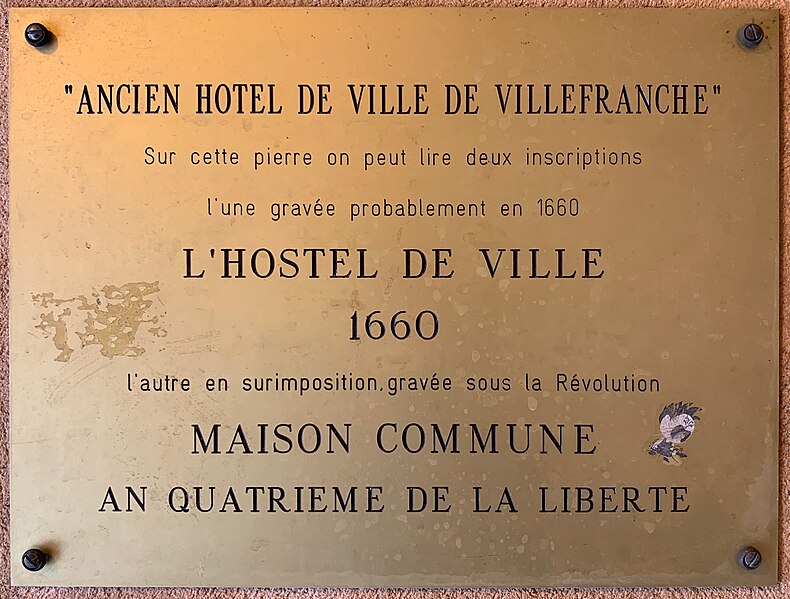 "ANCIEN HOTEL DE VILLE DE VILLEFRANCHE"
Sur cette pierre on peut lire deux inscriptions
l'une gravée probablement en 1660
L'HOSTEL DE VILLE
1660
l'autre en surimposition,gravée sous la Révolution
MAISON COMMUNE
AN QUATRIEME DE LA LIBERTE